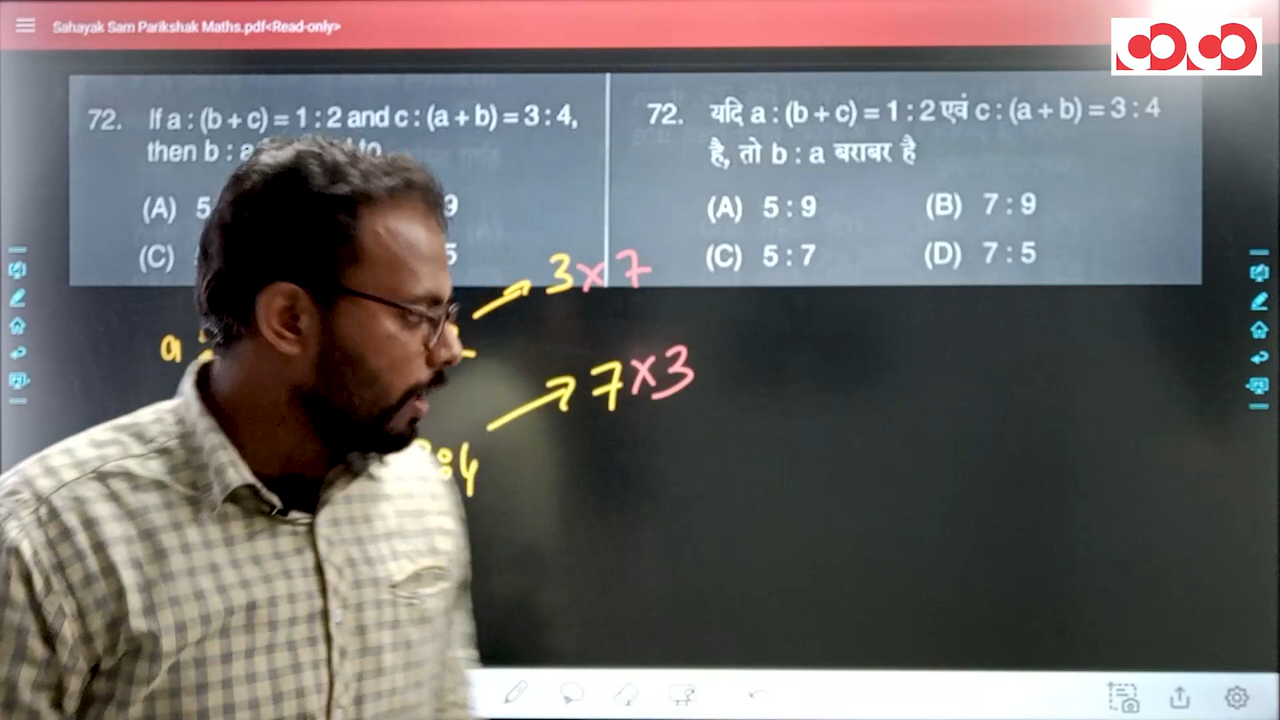 Sahayak Sam Parikshak Maths.pdf<Read-only>
72. If a : (b + c) = 1 : 2 and c : (a + b) = 3 : 4,
then b : a to
(A) 5 9
(C) 5
72. यदि a : (b + c) = 1 : 2 एवं c : (a + b) = 3 : 4
है, तो b : a बराबर है
(A) 5 : 9 (B) 7 : 9
(C) 5 : 7 (D) 7 : 5
3 × 7
a
7 × 3
: 4